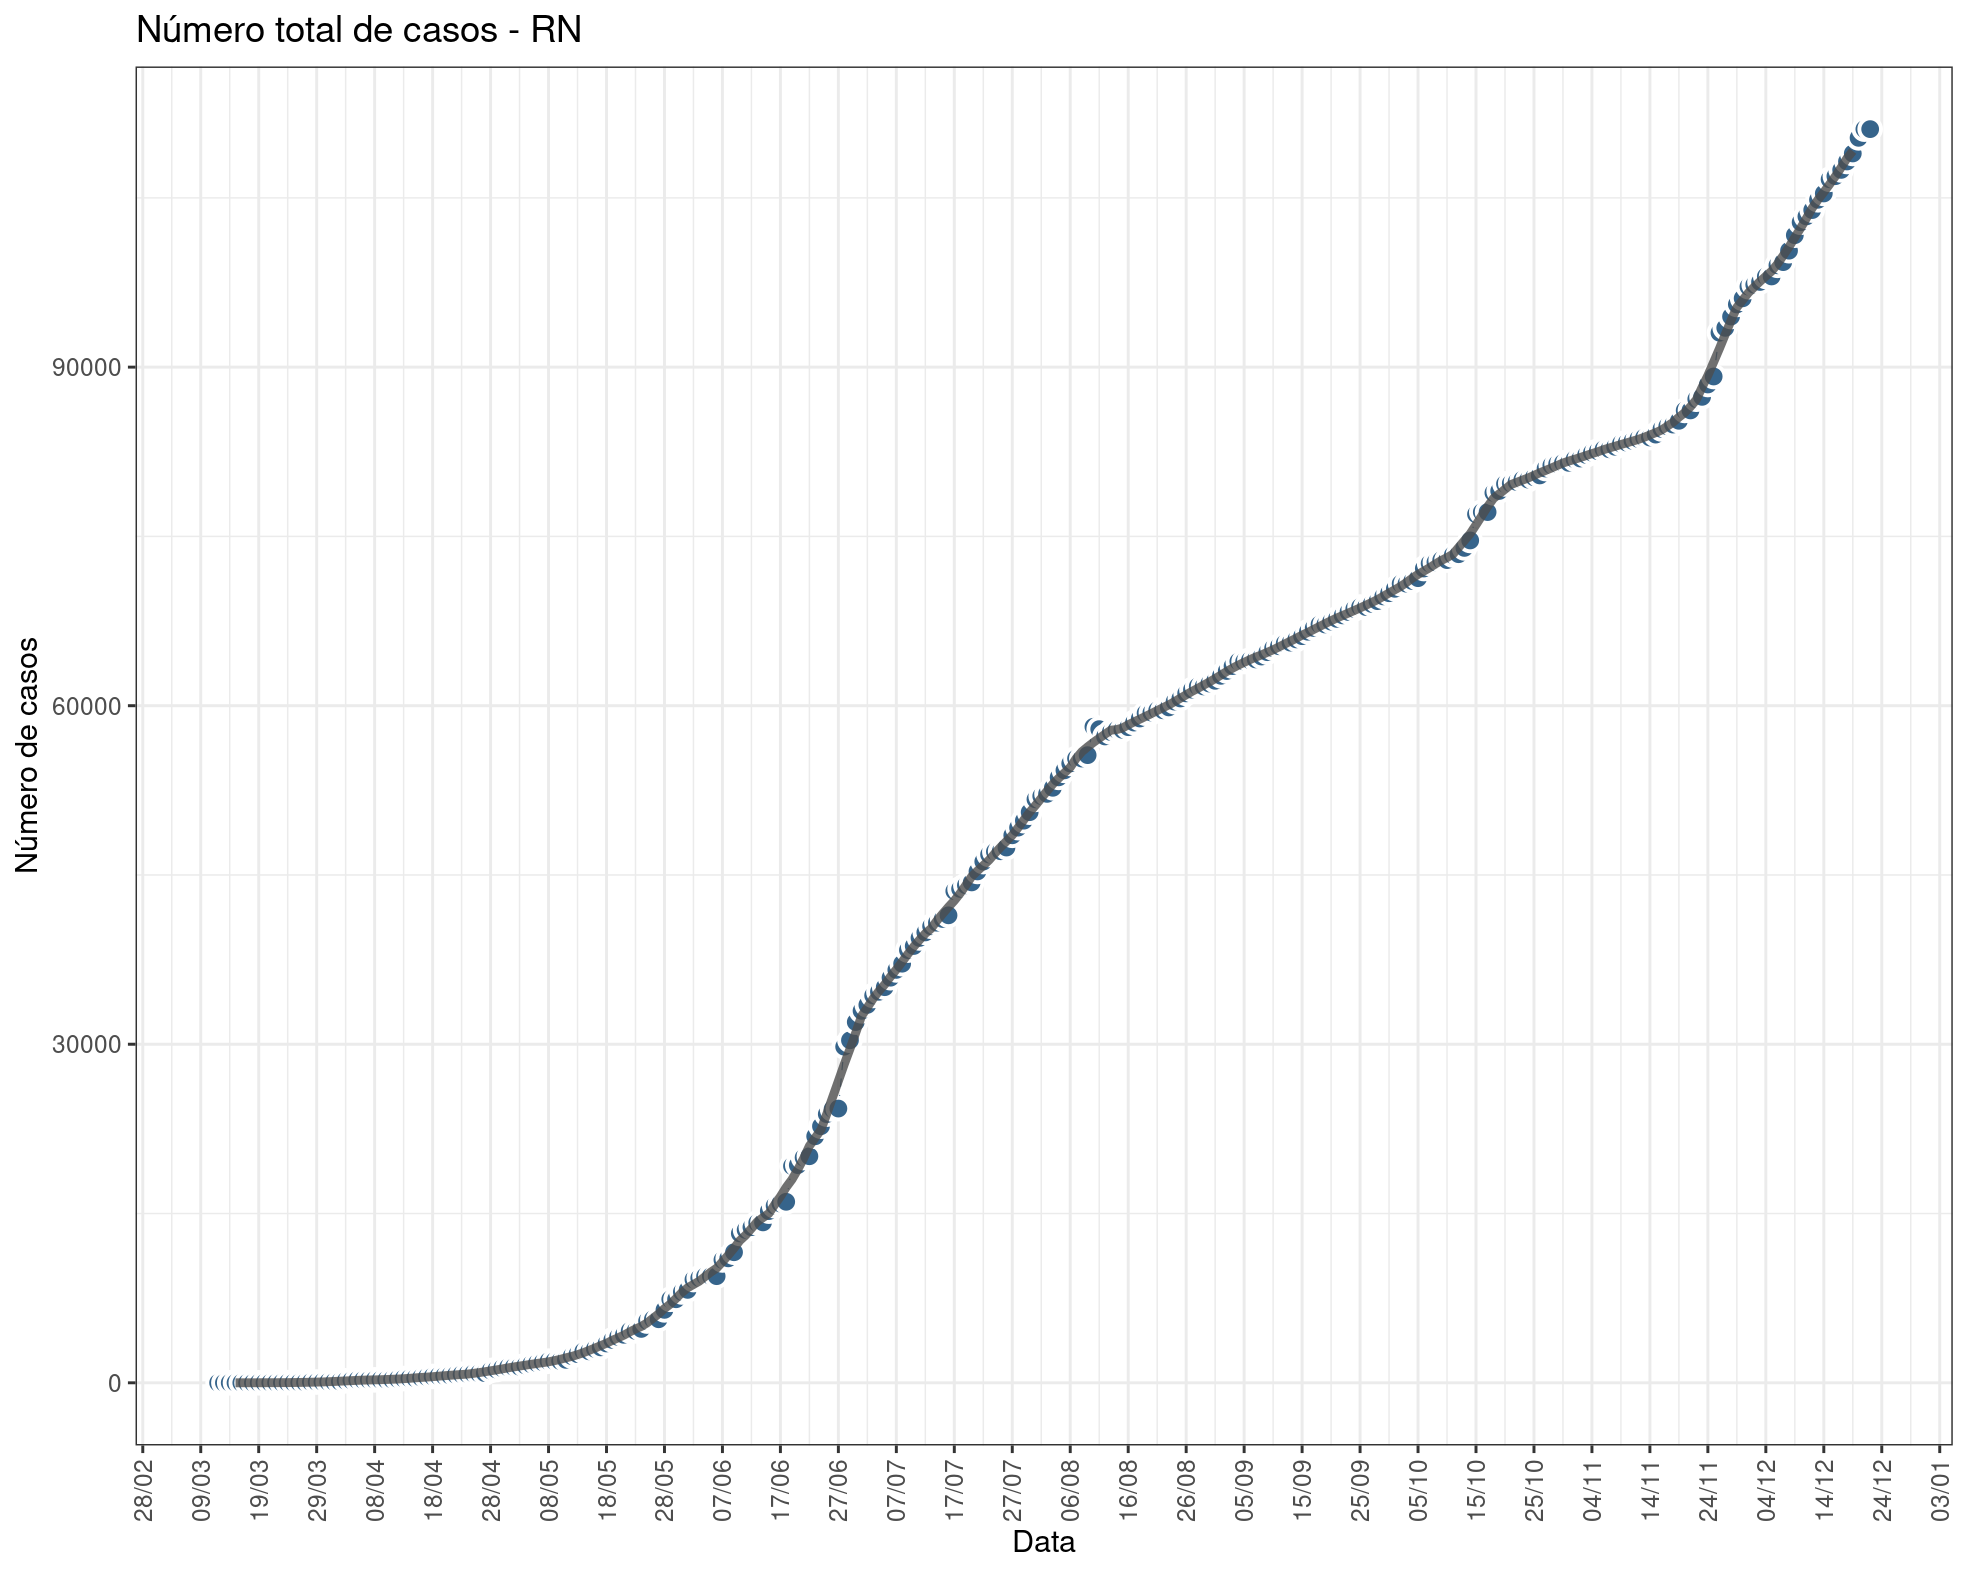 Número total de casos - RN
Número de casos
90000
60000
30000
0
28/02 09/03 19/03 29/03 08/04 18/04 28/04 08/05 18/05 28/05 07/06 17/06 27/06 07/07 17/07 27/07 06/08 16/08 26/08 05/09 15/09 25/09 05/10 15/10 25/10 04/11 14/11 24/11 04/12 14/12 24/12 03/01
Data